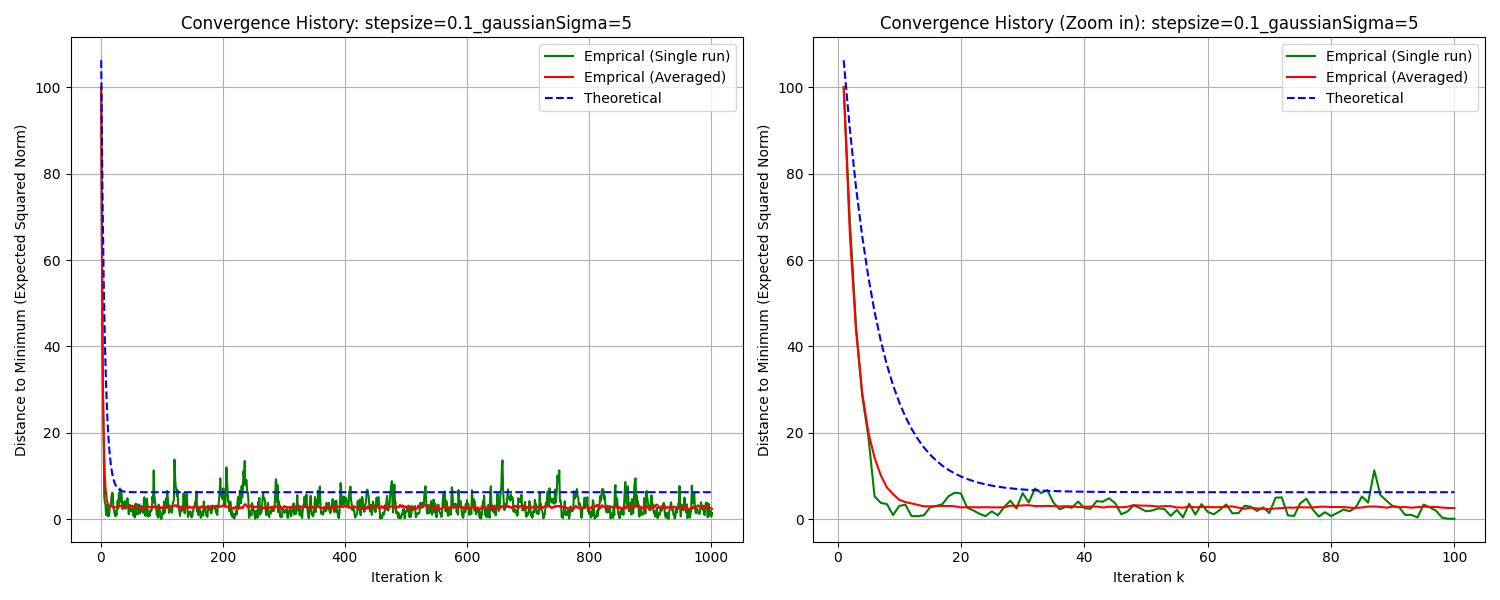 Convergence History: stepsize=0.1_gaussianSigma=5
Distance to Minimum (Expected Squared Norm)
100
80
60
40
20
0
Emprical (Single run)
Emprical (Averaged)
Theoretical
0 200 400 600 800 1000
Iteration k
Convergence History (Zoom in): stepsize=0.1_gaussianSigma=5
Distance to Minimum (Expected Squared Norm)
100
80
60
40
20
0
Emprical (Single run)
Emprical (Averaged)
Theoretical
0 20 40 60 80 100
Iteration k